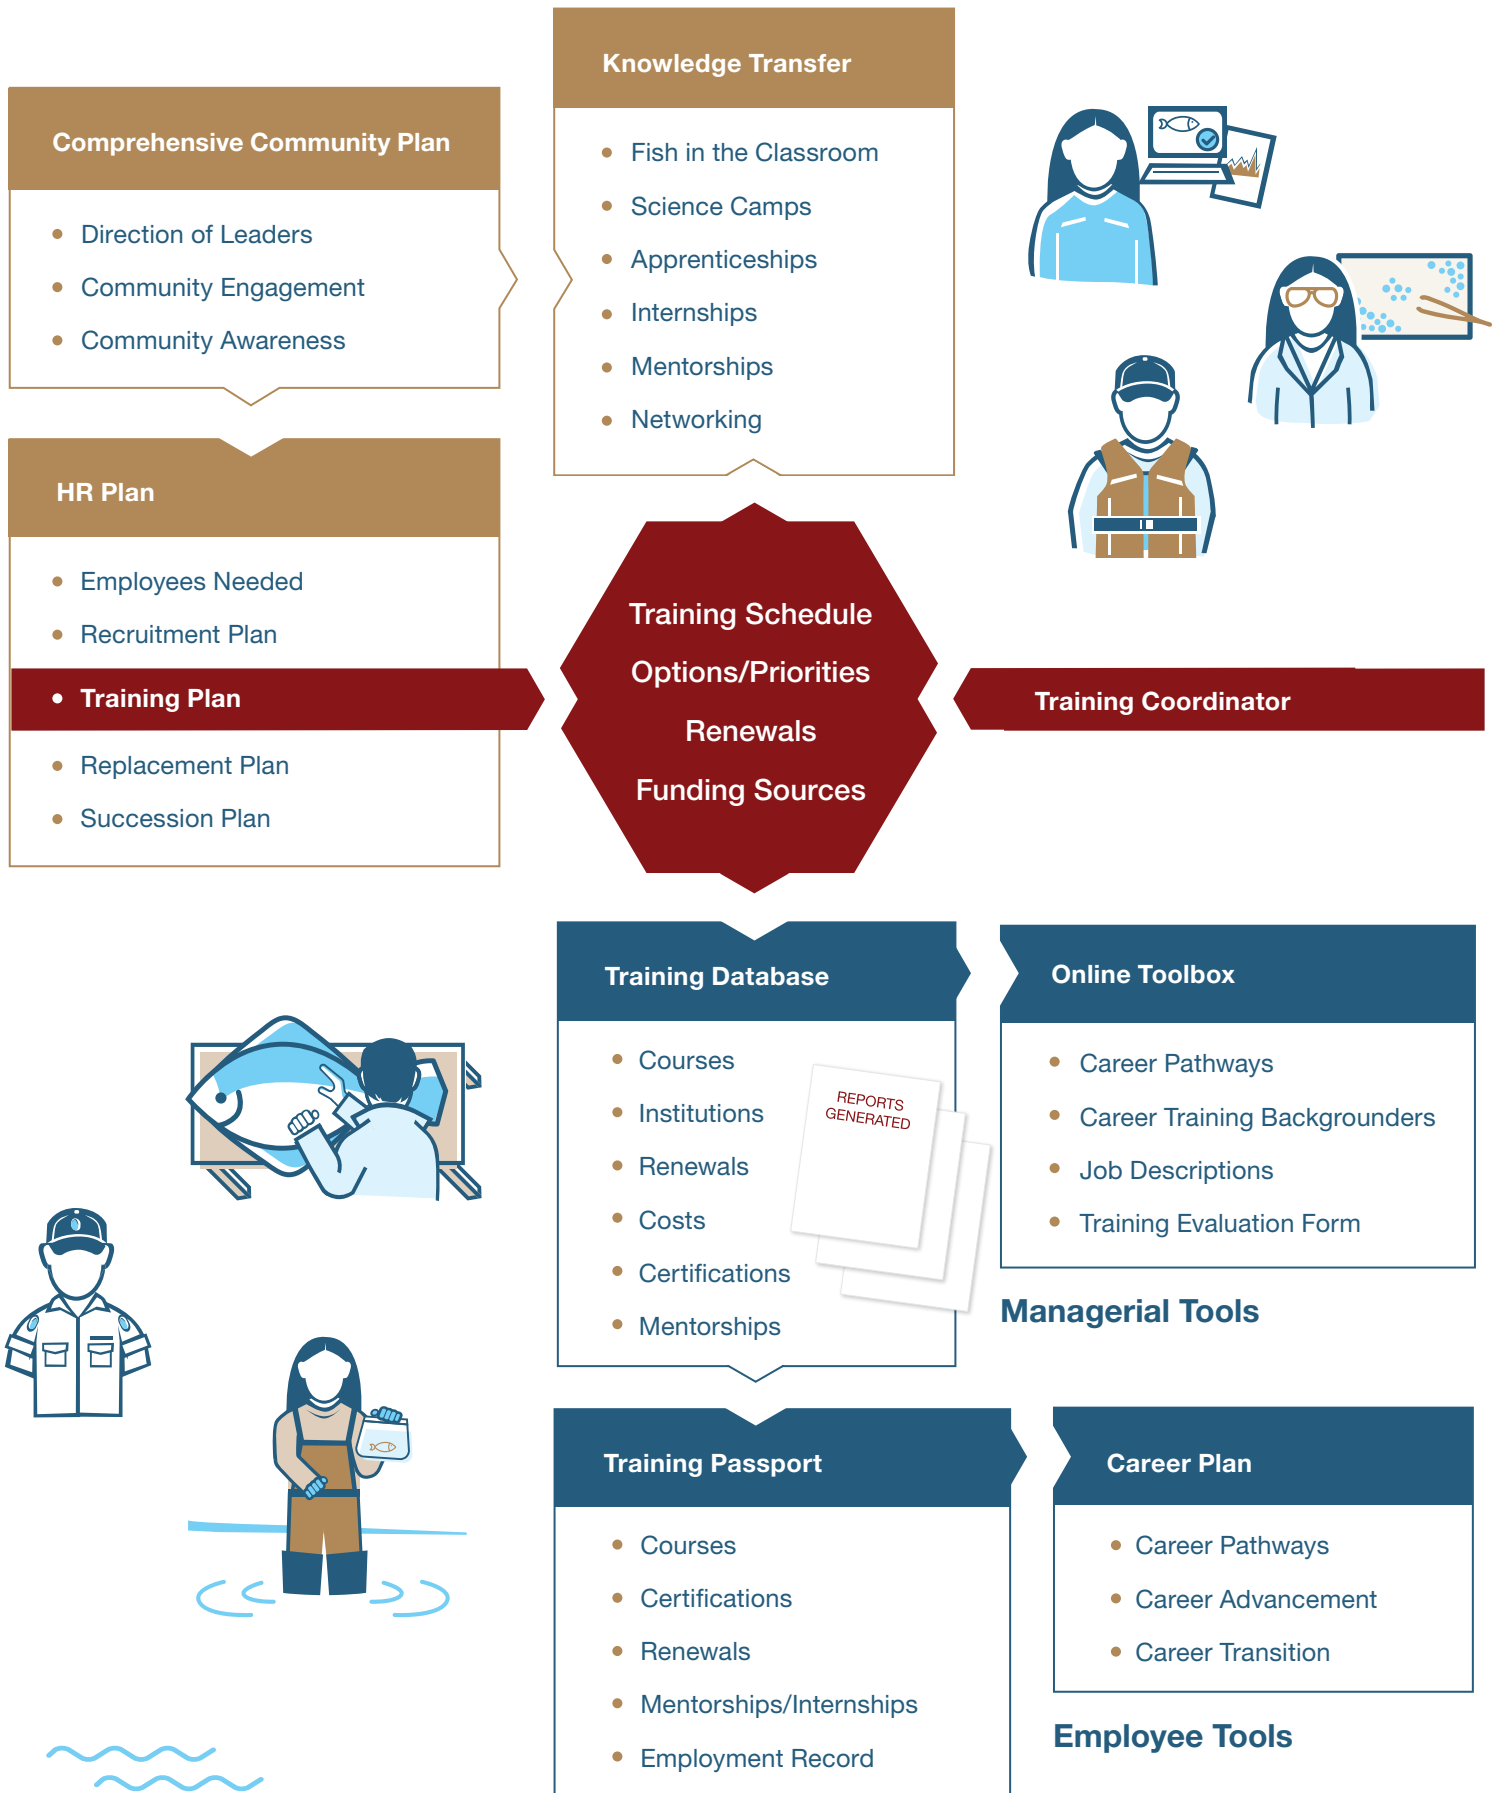 Knowledge Transfer
Fish in the Classroom
Science Camps
Apprenticeships
Internships
Mentorships
Networking
Comprehensive Community Plan
Direction of Leaders
Community Engagement
Community Awareness
HR Plan
Employees Needed
Recruitment Plan
Training Plan
Replacement Plan
Succession Plan
Training Schedule
Options/Priorities
Renewals
Funding Sources
Training Coordinator
Training Database
Courses
Institutions
Renewals
Costs
Certifications
Mentorships
REPORTS
GENERATED
Online Toolbox
Career Pathways
Career Training Backgrounders
Job Descriptions
Training Evaluation Form
Managerial Tools
Training Passport
Courses
Certifications
Renewals
Mentorships/Internships
Employment Record
Career Plan
Career Pathways
Career Advancement
Career Transition
Employee Tools